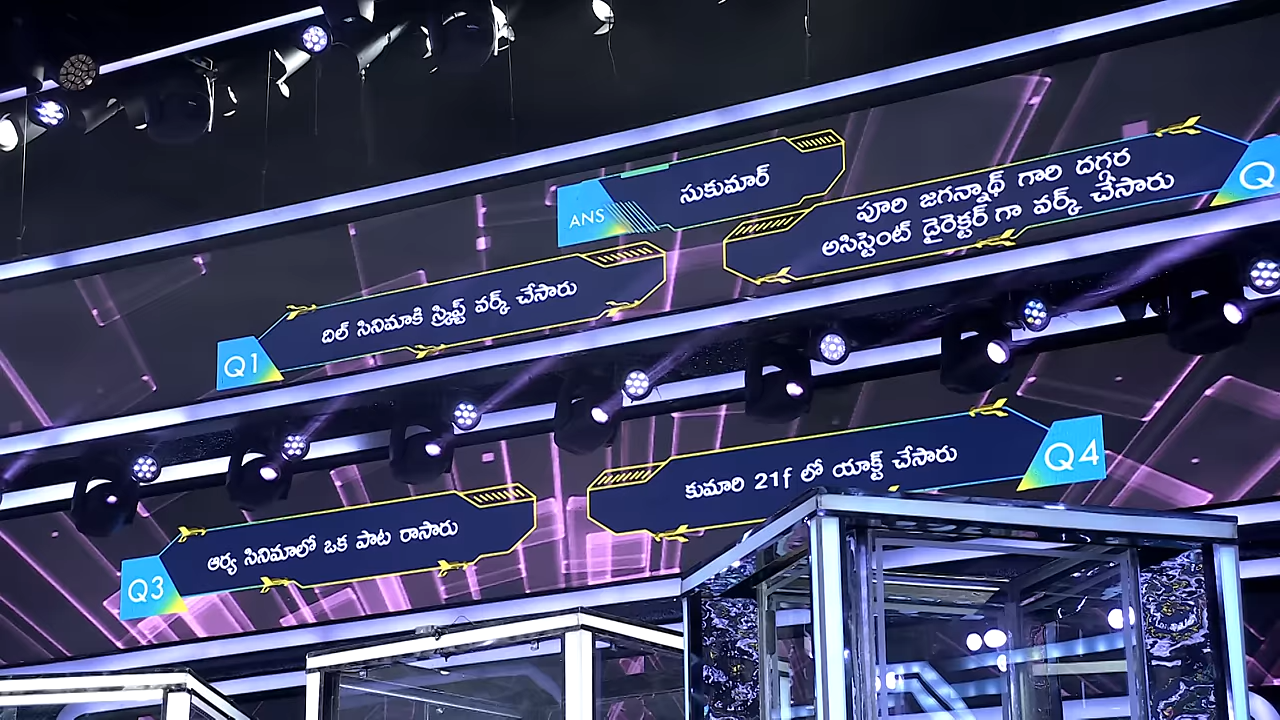 ANS సుకుమార్
Q1 దిల్ సినిమాకి స్క్రిప్ట్ వర్క్ చేసారు
పూరి జగన్నాథ్ గారి దగ్గర
అసిస్టెంట్ డైరెక్టర్ గా వర్క్ చేసారు
Q
Q3 ఆర్య సినిమాలో ఒక పాట రాసారు
కుమారి 21f లో యాక్ట్ చేసారు Q4